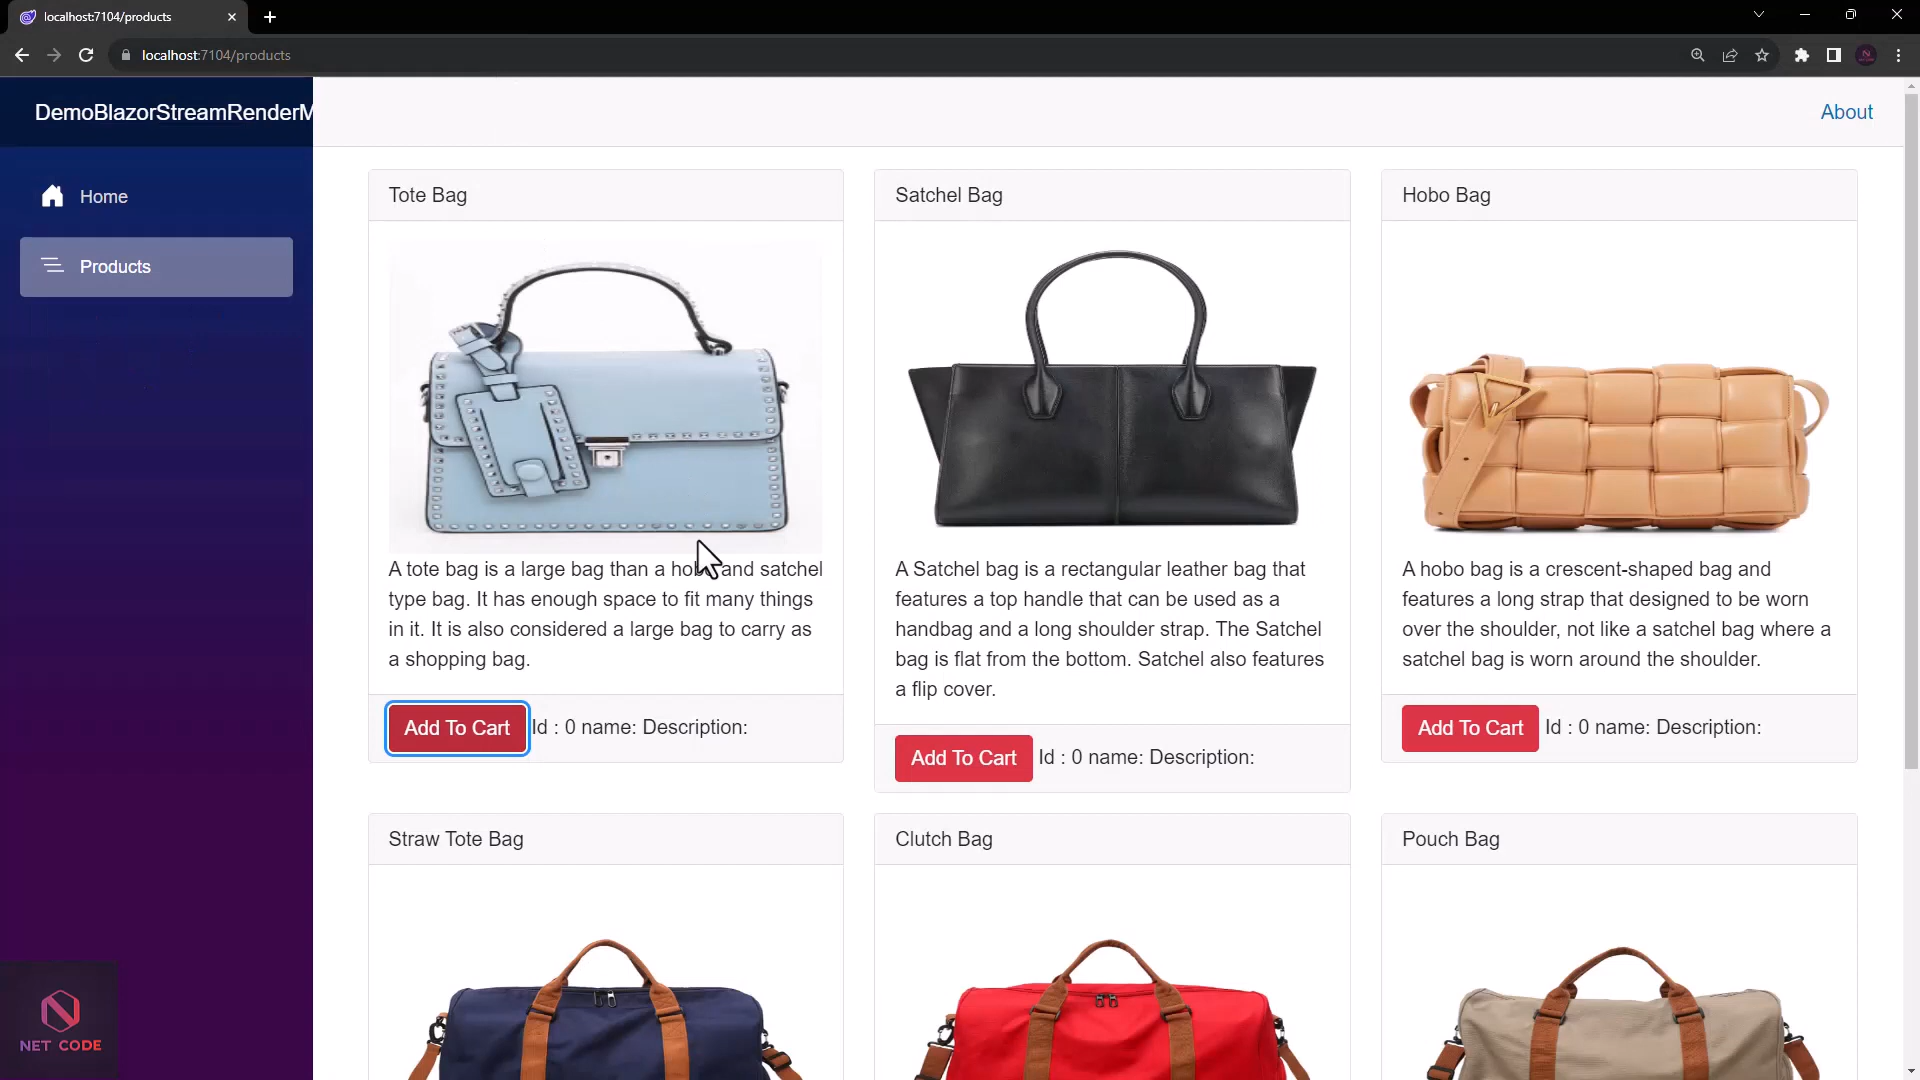 localhost:7104/products
localhost:7104/products
DemoBlazorStreamRenderM
About
Home
Products
Tote Bag
A tote bag is a large bag than a and satchel
type bag. It has enough space to fit many things
in it. It is also considered a large bag to carry as
a shopping bag.
Add To Cart Id : 0 name: Description:
Satchel Bag
A Satchel bag is a rectangular leather bag that
features a top handle that can be used as a
handbag and a long shoulder strap. The Satchel
bag is flat from the bottom. Satchel also features
a flip cover.
Add To Cart Id : 0 name: Description:
Hobo Bag
A hobo bag is a crescent-shaped bag and
features a long strap that designed to be worn
over the shoulder, not like a satchel bag where a
satchel bag is worn around the shoulder.
Add To Cart Id : 0 name: Description:
Straw Tote Bag
Clutch Bag
Pouch Bag
NET CODE